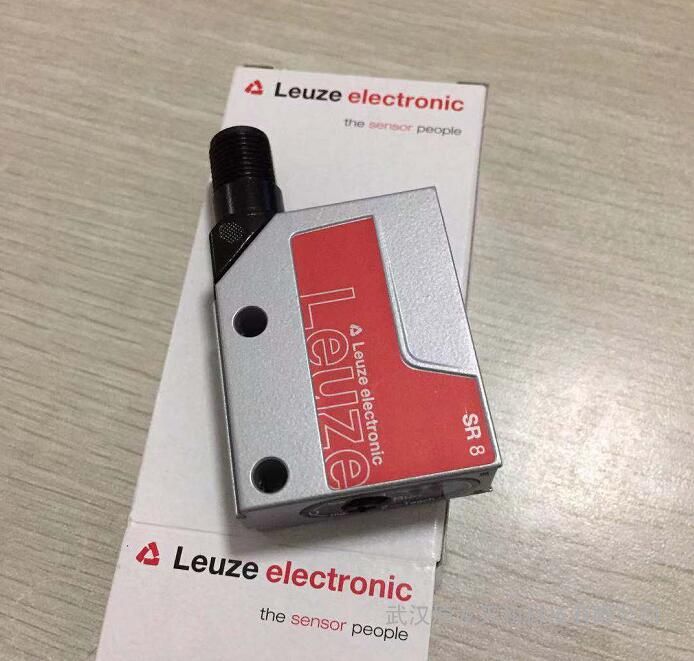 Leuze electronic
the sensor people
Leuze
Leuze electronic
SR 8
Leuze electronic
the sensor people
武汉